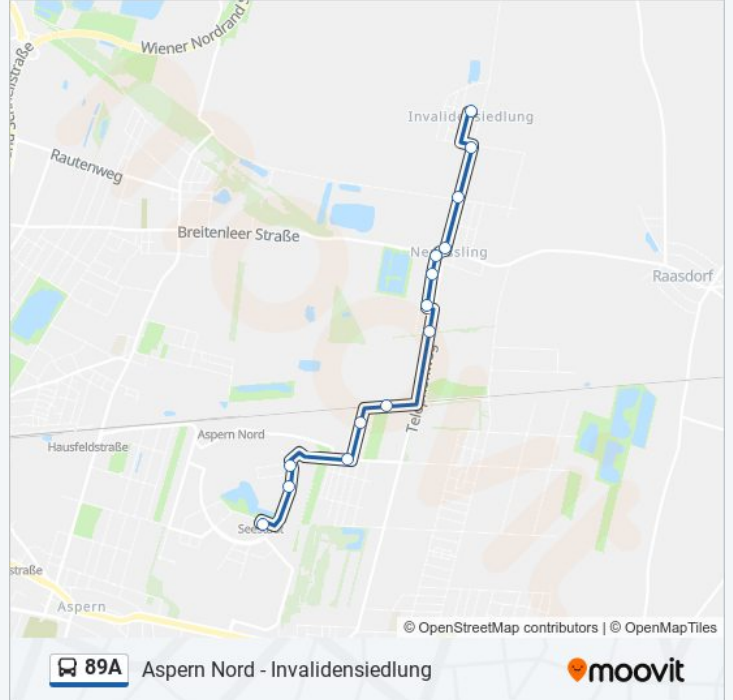 Wiener Nordrand
Invalidensiedlung
Rautenweg
Breitenleer Straße
Raasdorf
Aspern Nord
Hausfeldstraße
straße
Aspern
© OpenStreetMap contributors | © OpenMapTiles
89A Aspern Nord - Invalidensiedlung
moovit